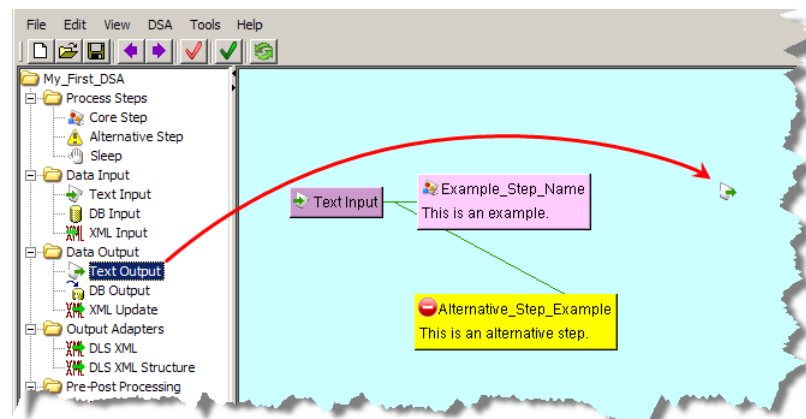 File Edit View DSA Tools Help
My_First_DSA
Process Steps
Core Step
Alternative Step
Sleep
Data Input
Text Input
DB Input
XML Input
Data Output
Text Output
DB Output
XML Update
Output Adapters
DLS XML
DLS XML Structure
Pre-Post Processing
Text Input
Example_Step_Name
This is an example.
Alternative_Step_Example
This is an alternative step.